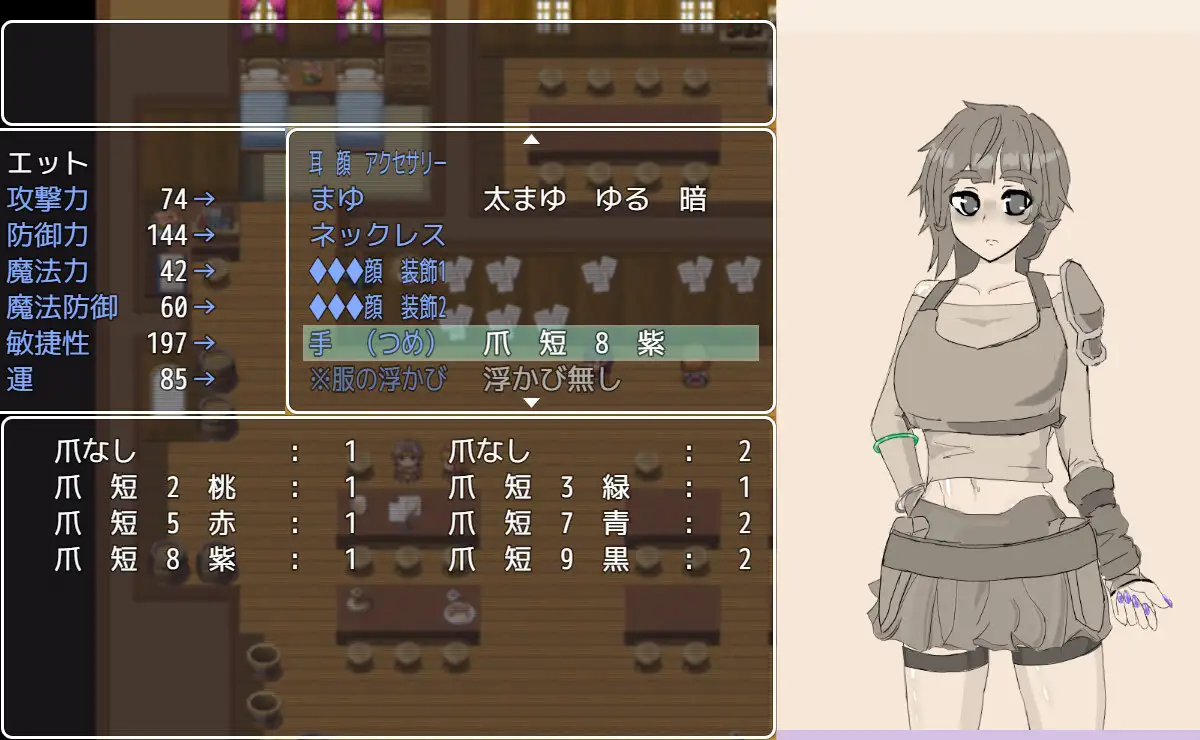 エット
攻撃力 74→
防御力 144→
魔法力 42→
魔法防御 60→
敏捷性 197→
運 85→
耳 顔 アクセサリー
まゆ 太まゆ ゆる 暗
ネックレス
♦♦♦顔 装飾1
♦♦♦顔 装飾2
手 (つめ) 爪 短 8 紫
※服の浮かび 浮かび無し
爪なし : 1 爪なし : 2
爪 短 2 桃 : 1 爪 短 3 緑 : 1
爪 短 5 赤 : 1 爪 短 7 青 : 2
爪 短 8 紫 : 1 爪 短 9 黒 : 2